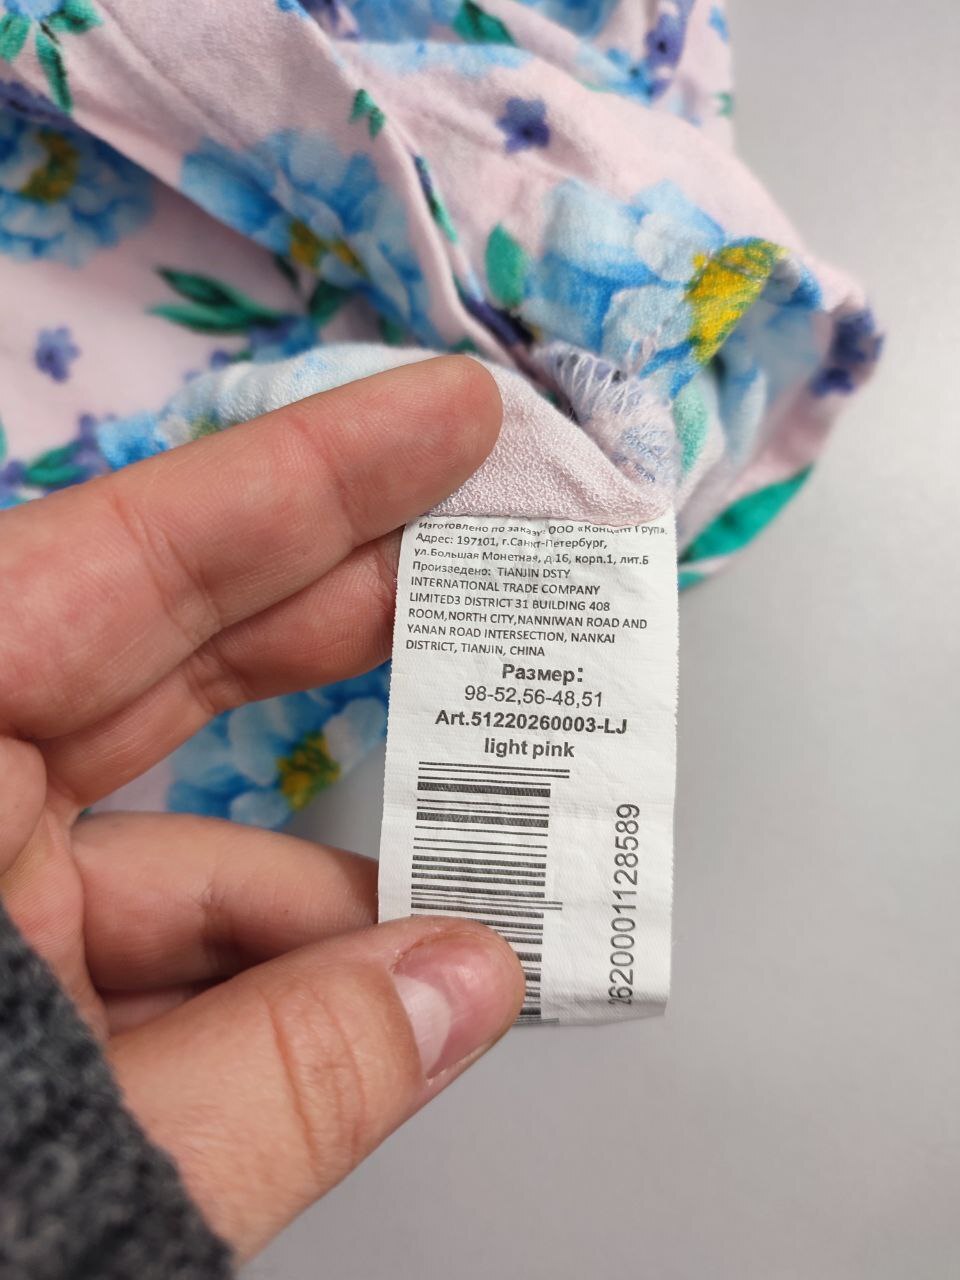 Изготовлено по заказу: ООО «Концепт Груп».
Адрес: 197101, г.Санкт-Петербург,
ул.Большая Монетная, д.16, корп.1, лит.Б
Произведено: TIANJIN DSTY
INTERNATIONAL TRADE COMPANY
LIMITED3 DISTRICT 31 BUILDING 408
ROOM,NORTH CITY,NANNIWAN ROAD AND
YANAN ROAD INTERSECTION, NANKAI
DISTRICT, TIANJIN, CHINA
Размер:
98-52,56-48,51
Art.51220260003-LJ
light pink
2620001128589